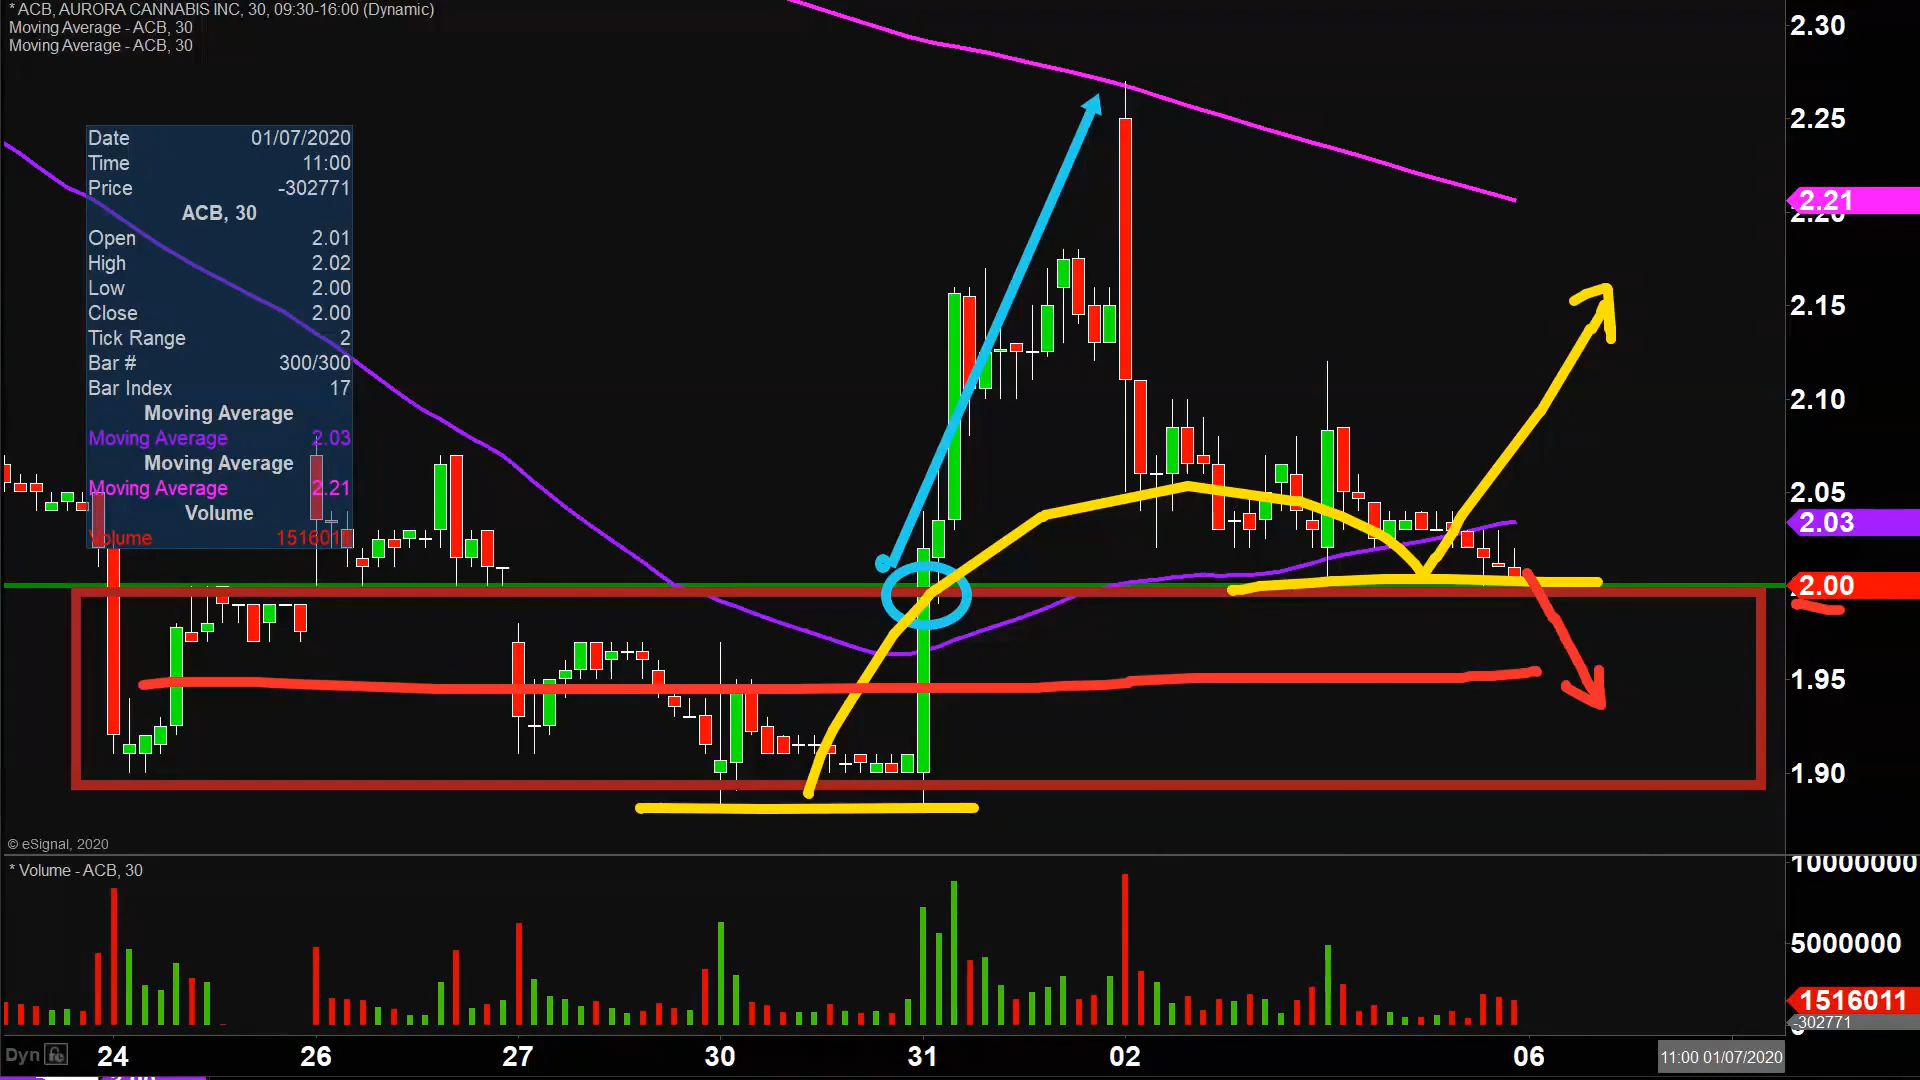 * ACB, AURORA CANNABIS INC, 30, 09:30-16:00 (Dynamic)
Moving Average - ACB, 30
Moving Average - ACB, 30
Date 01/07/2020
Time 11:00
Price -302771
ACB, 30
Open 2.01
High 2.02
Low 2.00
Close 2.00
Tick Range 2
Bar # 300/300
Bar Index 17
Moving Average
Moving Average 2.03
Moving Average
Moving Average 2.21
Volume
Volume 1516011
2.30
2.25
2.21
2.20
2.15
2.10
2.05
2.03
2.00
1.95
1.90
© eSignal, 2020
* Volume - ACB, 30
10000000
5000000
1516011
-302771
Dyn 24 26 27 30 31 02 06 11:00 01/07/2020